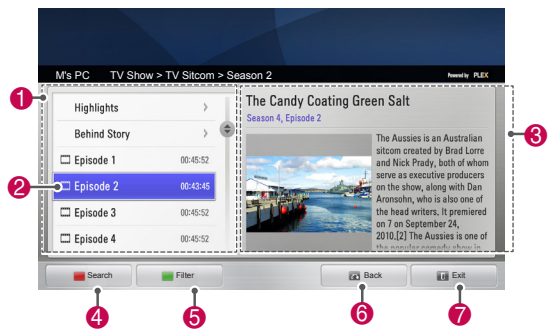 M's PC TV Show > TV Sitcom > Season 2
Powered by PLEX
1
Highlights >
Behind Story >
Episode 1 00:45:52
2
Episode 2 00:43:45
Episode 3 00:45:52
Episode 4 00:45:52
The Candy Coating Green Salt
Season 4, Episode 2
3
The Aussies is an Australian
sitcom created by Brad Lorre
and Nick Prady, both of whom
serve as executive producers
on the show, along with Dan
Aronsohn, who is also one of
the head writers. It premiered
on 7 on September 24,
2010.[2] The Aussies is one of
the popular comedy show in
Search
Filter
Back
Exit
4
5
6
7